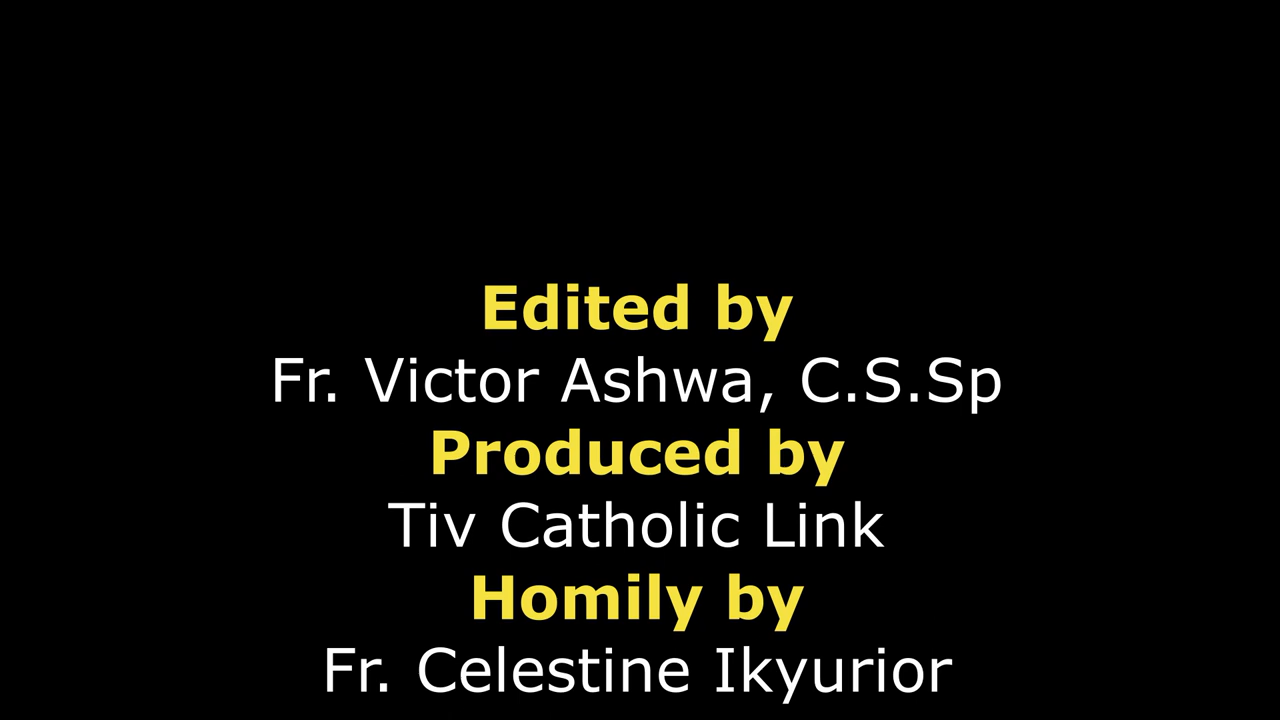 Edited by
Fr. Victor Ashwa, C.S.Sp
Produced by
Tiv Catholic Link
Homily by
Fr. Celestine Ikyurior